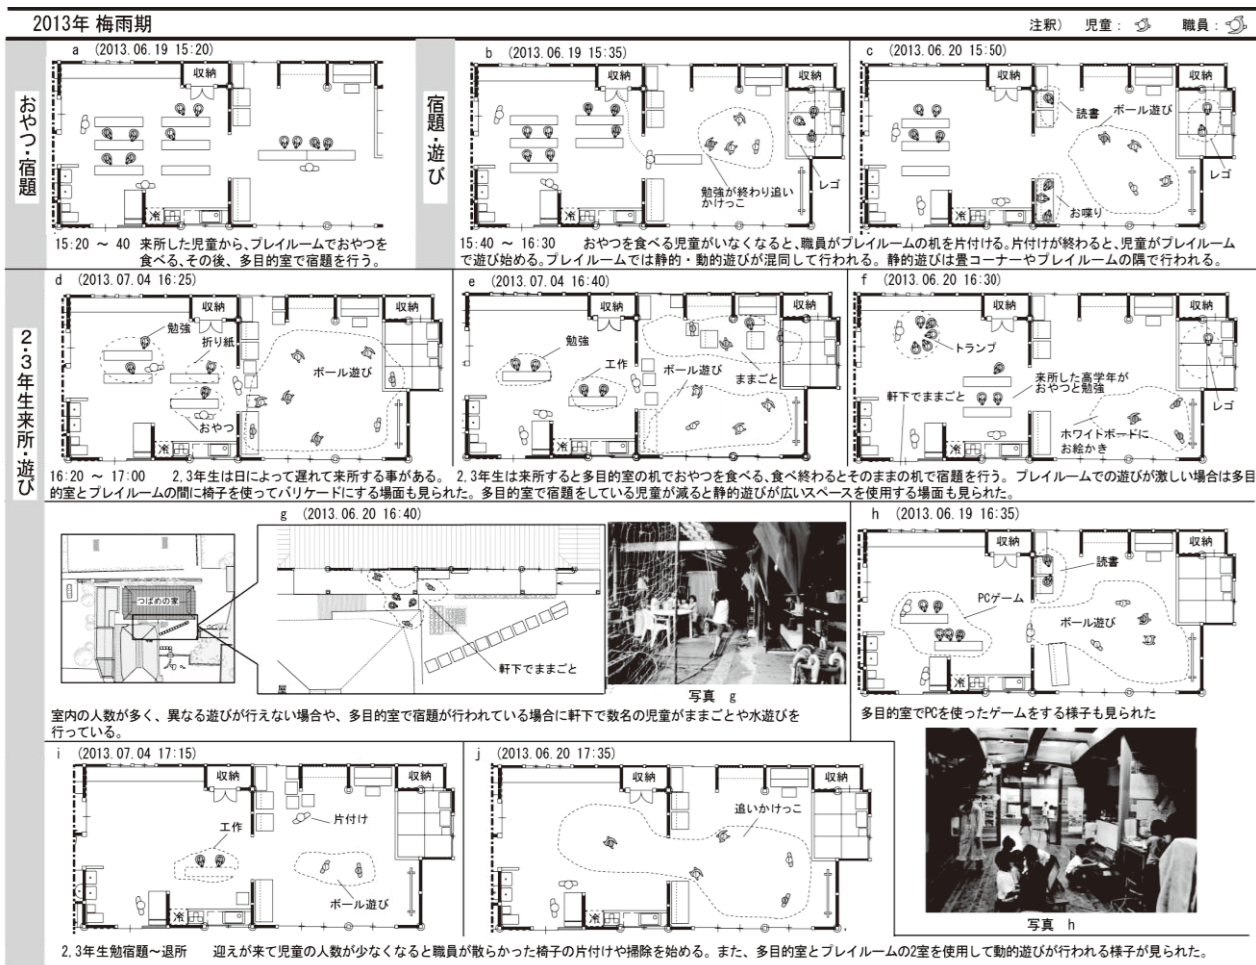 2013年 梅雨期
注釈) 児童: 職員:
おやつ・宿題
a (2013.06.19 15:20)
収納
冷
15:20 ～ 40 来所した児童から、プレイルームでおやつを
食べる、その後、多目的室で宿題を行う。
宿題・遊び
b (2013.06.19 15:35)
収納
収納
勉強が終わり追い
かけっこ
レゴ
冷
c (2013.06.20 15:50)
収納
収納
読書
ボール遊び
レゴ
お喋り
冷
15:40 ～ 16:30 おやつを食べる児童がいなくなると、職員がプレイルームの机を片付ける。片付けが終わると、児童がプレイルーム
で遊び始める。プレイルームでは静的・動的遊びが混同して行われる。静的遊びは畳コーナーやプレイルームの隅で行われる。
2・3年生来所・遊び
d (2013.07.04 16:25)
収納
収納
勉強
折り紙
ボール遊び
おやつ
冷
e (2013.07.04 16:40)
収納
収納
勉強
工作
ボール遊び
ままごと
冷
f (2013.06.20 16:30)
収納
収納
トランプ
来所した高学年が
おやつと勉強
軒下でままごと
レゴ
ホワイトボードに
お絵かき
冷
16:20 ～ 17:00 2,3年生は日によって遅れて来所する事がある。 2,3年生は来所すると多目的室の机でおやつを食べる、食べ終わるとそのままの机で宿題を行う。 プレイルームでの遊びが激しい場合は多目
的室とプレイルームの間に椅子を使ってバリケードにする場面も見られた。多目的室で宿題をしている児童が減ると静的遊びが広いスペースを使用する場面も見られた。
g (2013.06.20 16:40)
つばめの家
軒下でままごと
屋
写真 g
室内の人数が多く、異なる遊びが行えない場合や、多目的室で宿題が行われている場合に軒下で数名の児童がままごとや水遊びを
行っている。
h (2013.06.19 16:35)
収納
収納
読書
PCゲーム
ボール遊び
冷
多目的室でPCを使ったゲームをする様子も見られた
写真 h
i (2013.07.04 17:15)
収納
収納
工作
片付け
ボール遊び
冷
j (2013.06.20 17:35)
収納
収納
追いかけっこ
冷
2,3年生勉宿題～退所 迎えが来て児童の人数が少なくなると職員が散らかった椅子の片付けや掃除を始める。また、多目的室とプレイルームの2室を使用して動的遊びが行われる様子が見られた。